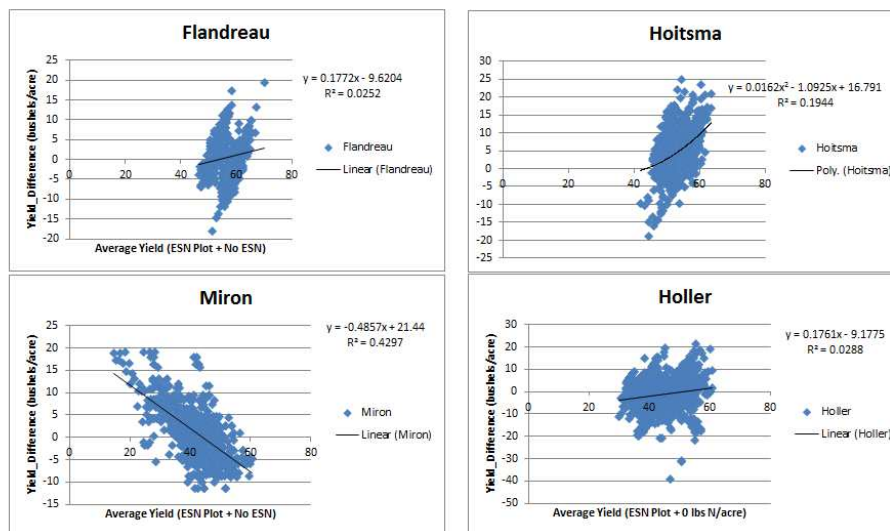 Flandreau
25
20
15
10
5
0
-5
-10
-15
-20
0 20 40 60 80
Yield_Difference (bushels/acre)
Average Yield (ESN Plot + No ESN)
y = 0.1772x - 9.6204
R² = 0.0252
Flandreau
Linear (Flandreau)
Hoitsma
30
25
20
15
10
5
0
-5
-10
-15
-20
-25
0 20 40 60 80
y = 0.0162x² - 1.0925x + 16.791
R² = 0.1944
Hoitsma
Poly. (Hoitsma)
Miron
25
20
15
10
5
0
-5
-10
-15
0 20 40 60 80
Yield_Difference (bushels/acre)
Average Yield (ESN Plot + No ESN)
y = -0.4857x + 21.44
R² = 0.4297
Miron
Linear (Miron)
Holler
30
20
10
0
-10
-20
-30
-40
-50
0 20 40 60 80
Yield_Difference (bushels/acre)
Average Yield (ESN Plot + 0 lbs N/acre)
y = 0.1761x - 9.1775
R² = 0.0288
Holler
Linear (Holler)